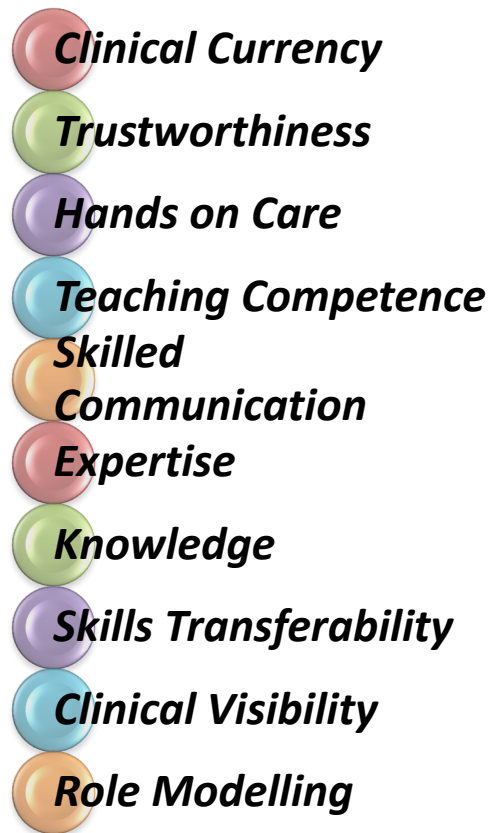 Clinical Currency
Trustworthiness
Hands on Care
Teaching Competence
Skilled
Communication
Expertise
Knowledge
Skills Transferability
Clinical Visibility
Role Modelling